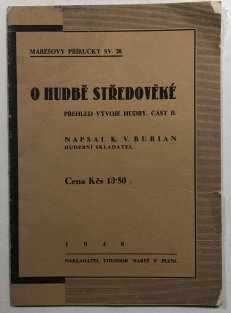 MAREŠOVY PŘÍRUČKY SV. 20.
O HUDBĚ STŘEDOVĚKÉ
PŘEHLED VÝVOJE HUDBY. ČÁST II.
NAPSAL K. V. BURIAN
HUDEBNÍ SKLADATEL
Cena Kčs 13·50
1948
NAKLADATEL THEODOR MAREŠ V PLZNI.